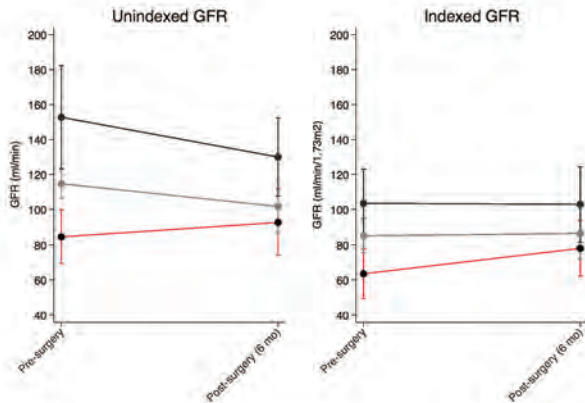 Unindexed GFR
GFR (ml/min)
200
180
160
140
120
100
80
60
40
Pre-surgery
Post-surgery (6 mo)
Indexed GFR
GFR (ml/min/1.73m2)
200
180
160
140
120
100
80
60
40
Pre-surgery
Post-surgery (6 mo)